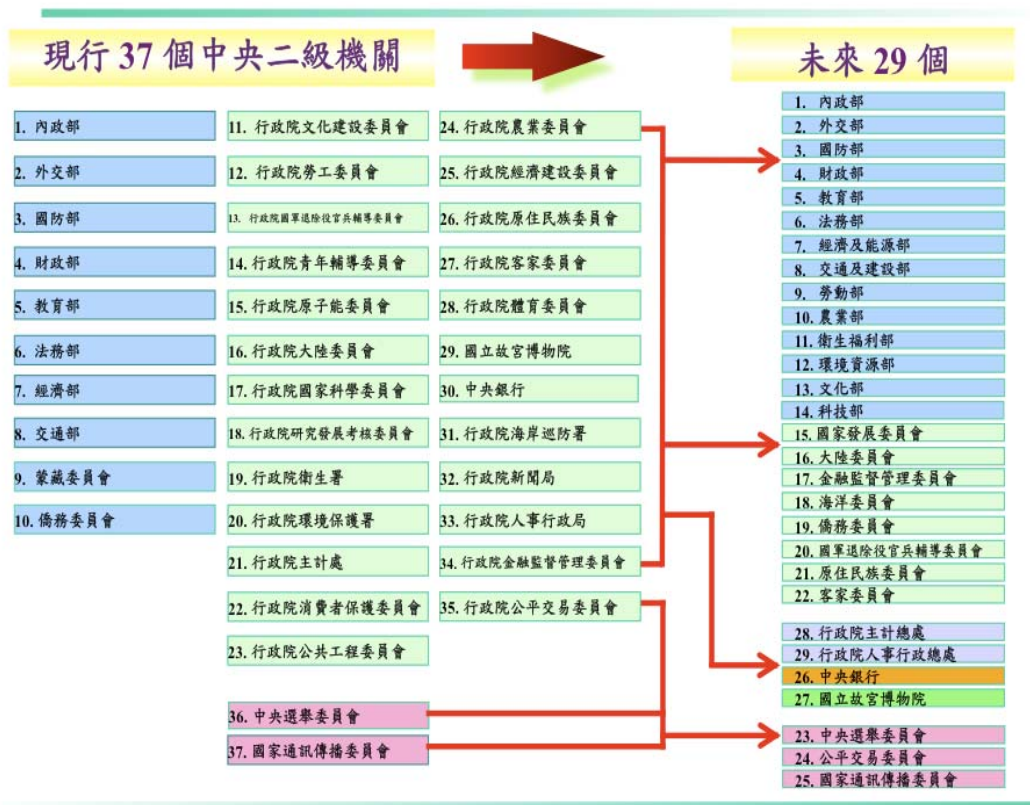 現行 37 個中央二級機關
未來 29 個
1. 內政部
2. 外交部
3. 國防部
4. 財政部
5. 教育部
6. 法務部
7. 經濟部
8. 交通部
9. 蒙藏委員會
10. 僑務委員會
11. 行政院文化建設委員會
12. 行政院勞工委員會
13. 行政院國軍退除役官兵輔導委員會
14. 行政院青年輔導委員會
15. 行政院原子能委員會
16. 行政院大陸委員會
17. 行政院國家科學委員會
18. 行政院研究發展考核委員會
19. 行政院衛生署
20. 行政院環境保護署
21. 行政院主計處
22. 行政院消費者保護委員會
23. 行政院公共工程委員會
36. 中央選舉委員會
37. 國家通訊傳播委員會
24. 行政院農業委員會
25. 行政院經濟建設委員會
26. 行政院原住民族委員會
27. 行政院客家委員會
28. 行政院體育委員會
29. 國立故宮博物院
30. 中央銀行
31. 行政院海岸巡防署
32. 行政院新聞局
33. 行政院人事行政局
34. 行政院金融監督管理委員會
35. 行政院公平交易委員會
1. 內政部
2. 外交部
3. 國防部
4. 財政部
5. 教育部
6. 法務部
7. 經濟及能源部
8. 交通及建設部
9. 勞動部
10. 農業部
11. 衛生福利部
12. 環境資源部
13. 文化部
14. 科技部
15. 國家發展委員會
16. 大陸委員會
17. 金融監督管理委員會
18. 海洋委員會
19. 僑務委員會
20. 國軍退除役官兵輔導委員會
21. 原住民族委員會
22. 客家委員會
28. 行政院主計總處
29. 行政院人事行政總處
26. 中央銀行
27. 國立故宮博物院
23. 中央選舉委員會
24. 公平交易委員會
25. 國家通訊傳播委員會